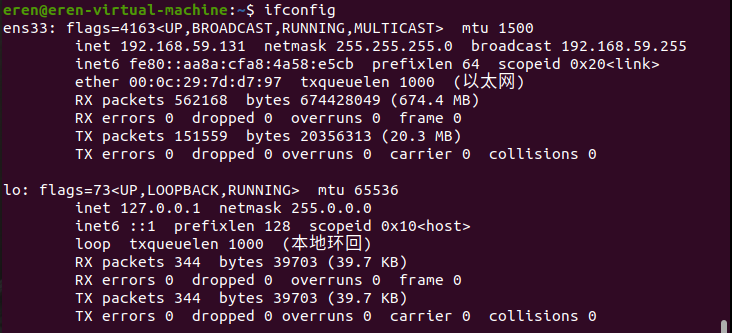 eren@eren-virtual-machine:~$ ifconfig
ens33: flags=4163<UP,BROADCAST,RUNNING,MULTICAST>  mtu 1500
        inet 192.168.59.131  netmask 255.255.255.0  broadcast 192.168.59.255
        inet6 fe80::aa8a:cfa8:4a58:e5cb  prefixlen 64  scopeid 0x20<link>
        ether 00:0c:29:7d:d7:97  txqueuelen 1000  (以太网)
        RX packets 562168  bytes 674428049 (674.4 MB)
        RX errors 0  dropped 0  overruns 0  frame 0
        TX packets 151559  bytes 20356313 (20.3 MB)
        TX errors 0  dropped 0 overruns 0  carrier 0  collisions 0
lo: flags=73<UP,LOOPBACK,RUNNING>  mtu 65536
        inet 127.0.0.1  netmask 255.0.0.0
        inet6 ::1  prefixlen 128  scopeid 0x10<host>
        loop  txqueuelen 1000  (本地环回)
        RX packets 344  bytes 39703 (39.7 KB)
        RX errors 0  dropped 0  overruns 0  frame 0
        TX packets 344  bytes 39703 (39.7 KB)
        TX errors 0  dropped 0 overruns 0  carrier 0  collisions 0